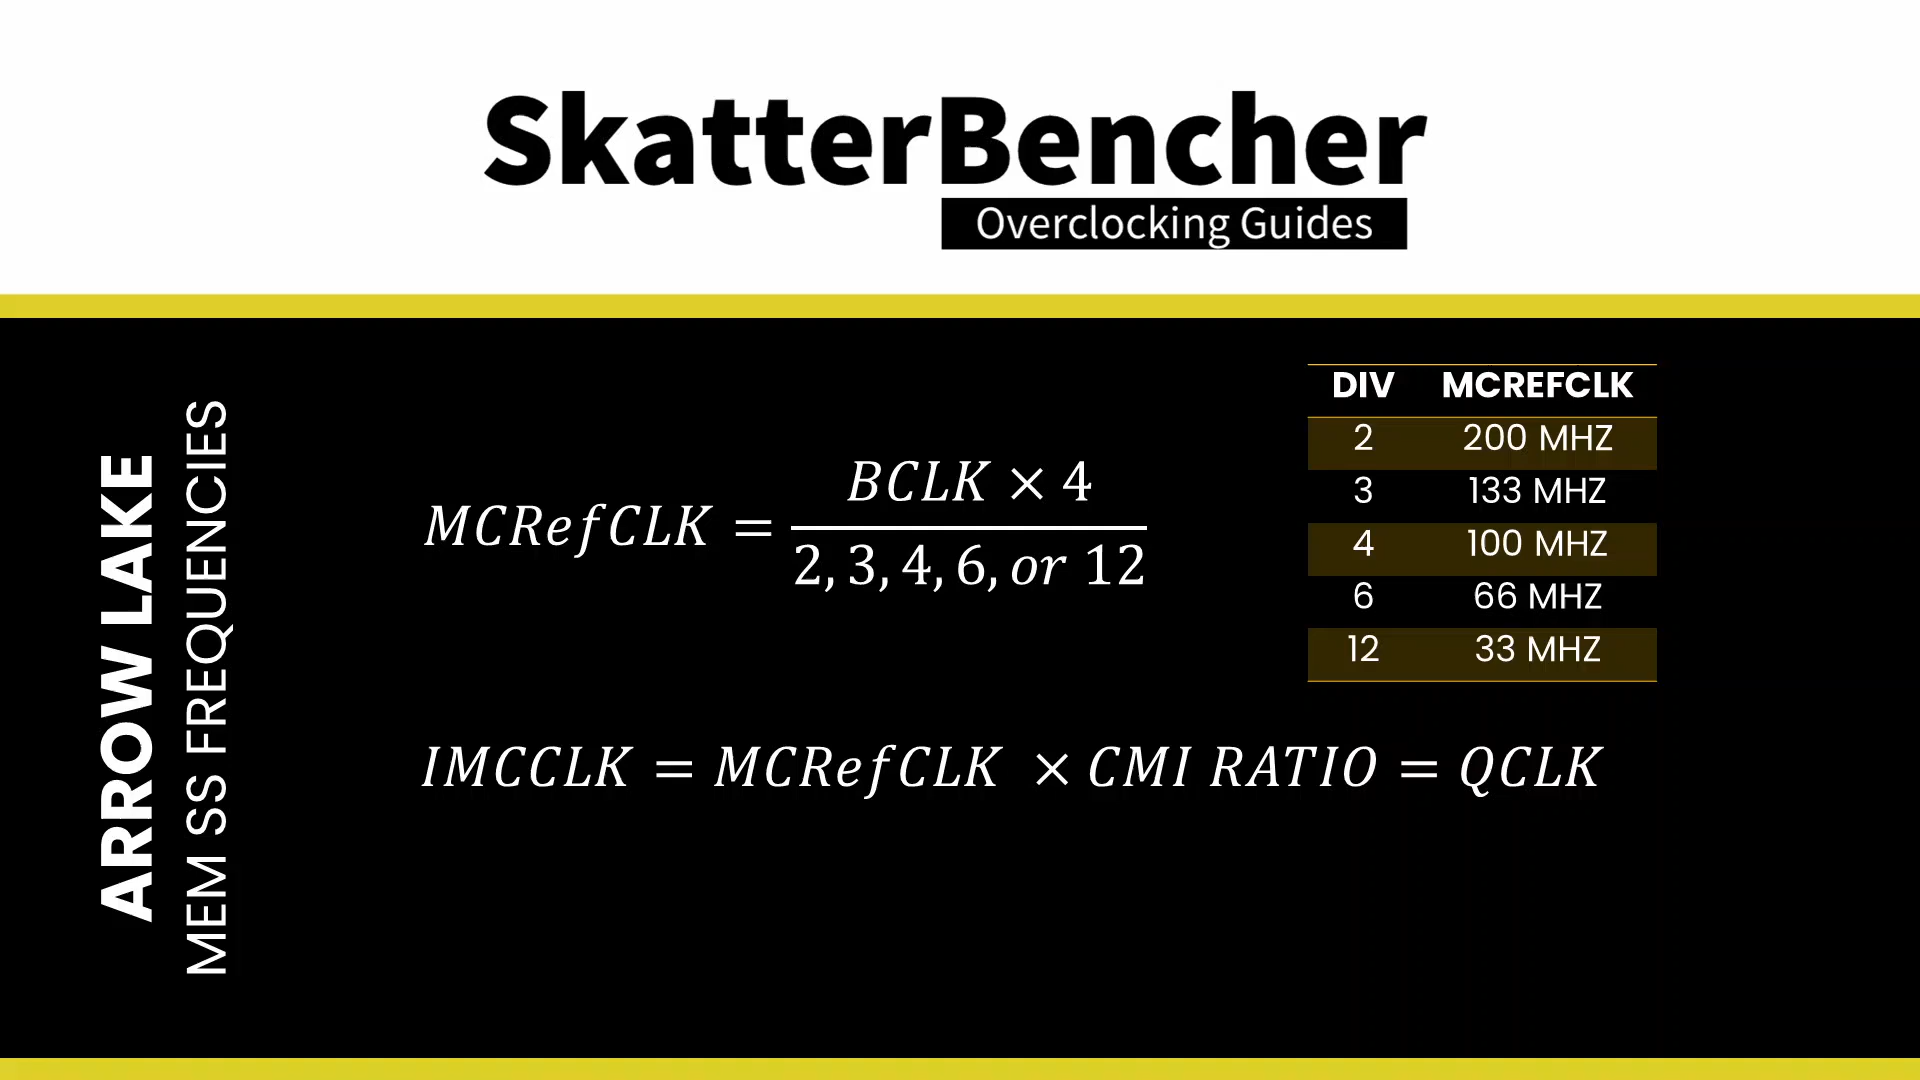 SkatterBencher
Overclocking Guides
ARROW LAKE
MEM SS FREQUENCIES
MCRefCLK = BCLK × 4 / 2, 3, 4, 6, or 12
DIV MCREFCLK
2 200 MHZ
3 133 MHZ
4 100 MHZ
6 66 MHZ
12 33 MHZ
IMCCLK = MCRefCLK × CMI RATIO = QCLK